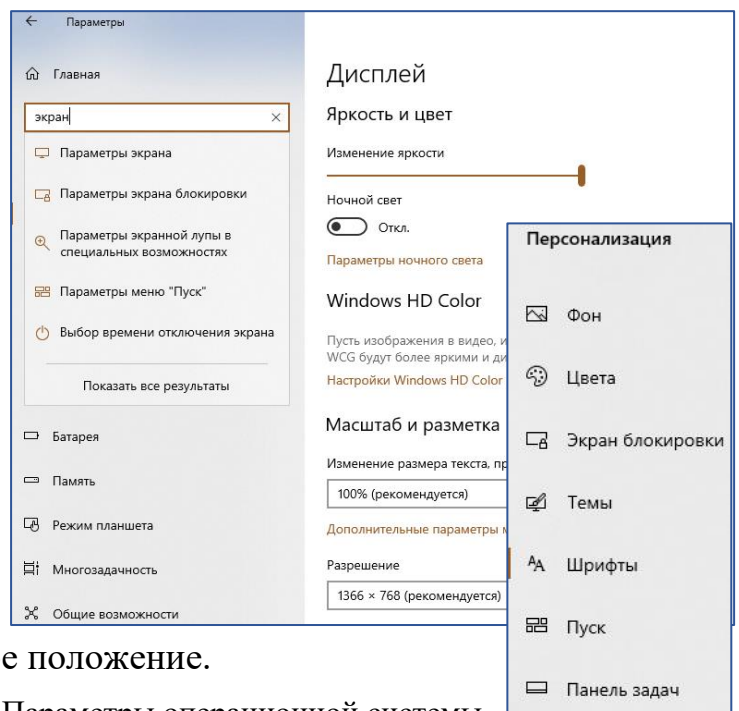 Параметры
Главная
экран
Параметры экрана
Параметры экрана блокировки
Параметры экранной лупы в
специальных возможностях
Параметры меню "Пуск"
Выбор времени отключения экрана
Показать все результаты
Батарея
Память
Режим планшета
Многозадачность
Общие возможности
Дисплей
Яркость и цвет
Изменение яркости
Ночной свет
Откл.
Параметры ночного света
Windows HD Color
Пусть изображения в видео,
WCG будут более яркими и
Настройки Windows HD Color
Масштаб и разметка
Изменение размера текста,
100% (рекомендуется)
Дополнительные параметры
Разрешение
1366 × 768 (рекомендуется)
Персонализация
Фон
Цвета
Экран блокировки
Темы
Шрифты
Пуск
Панель задач
е положение.
Параметры операционной системы